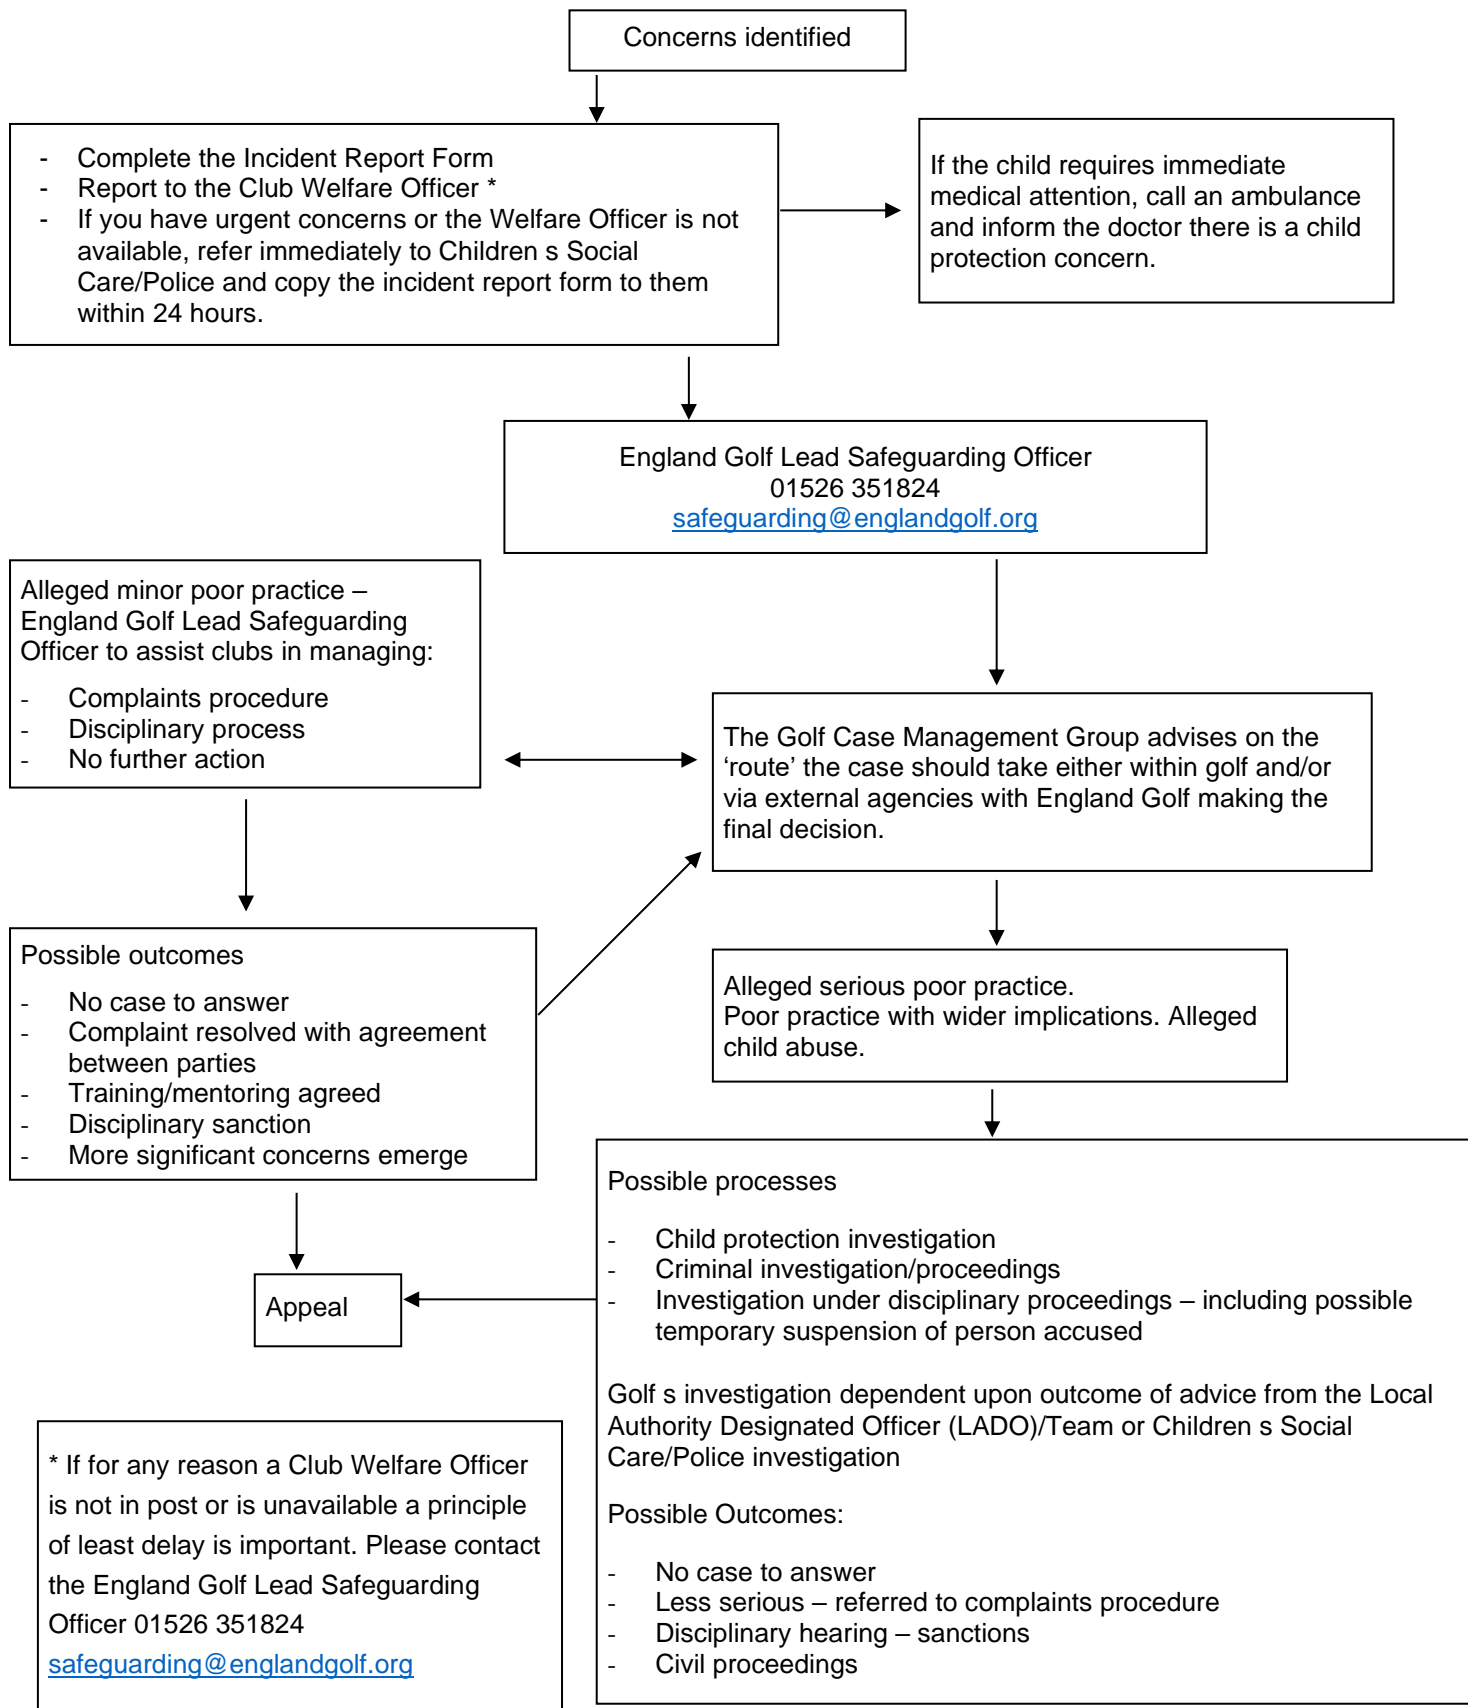 Concerns identified
- Complete the Incident Report Form
- Report to the Club Welfare Officer *
- If you have urgent concerns or the Welfare Officer is not
available, refer immediately to Children s Social
Care/Police and copy the incident report form to them
within 24 hours.
If the child requires immediate
medical attention, call an ambulance
and inform the doctor there is a child
protection concern.
England Golf Lead Safeguarding Officer
01526 351824
safeguarding@englandgolf.org
Alleged minor poor practice –
England Golf Lead Safeguarding
Officer to assist clubs in managing:
- Complaints procedure
- Disciplinary process
- No further action
The Golf Case Management Group advises on the
‘route’ the case should take either within golf and/or
via external agencies with England Golf making the
final decision.
Possible outcomes
- No case to answer
- Complaint resolved with agreement
between parties
- Training/mentoring agreed
- Disciplinary sanction
- More significant concerns emerge
Alleged serious poor practice.
Poor practice with wider implications. Alleged
child abuse.
Possible processes
- Child protection investigation
- Criminal investigation/proceedings
- Investigation under disciplinary proceedings – including possible
temporary suspension of person accused
Golf s investigation dependent upon outcome of advice from the Local
Authority Designated Officer (LADO)/Team or Children s Social
Care/Police investigation
Possible Outcomes:
- No case to answer
- Less serious – referred to complaints procedure
- Disciplinary hearing – sanctions
- Civil proceedings
Appeal
* If for any reason a Club Welfare Officer
is not in post or is unavailable a principle
of least delay is important. Please contact
the England Golf Lead Safeguarding
Officer 01526 351824
safeguarding@englandgolf.org